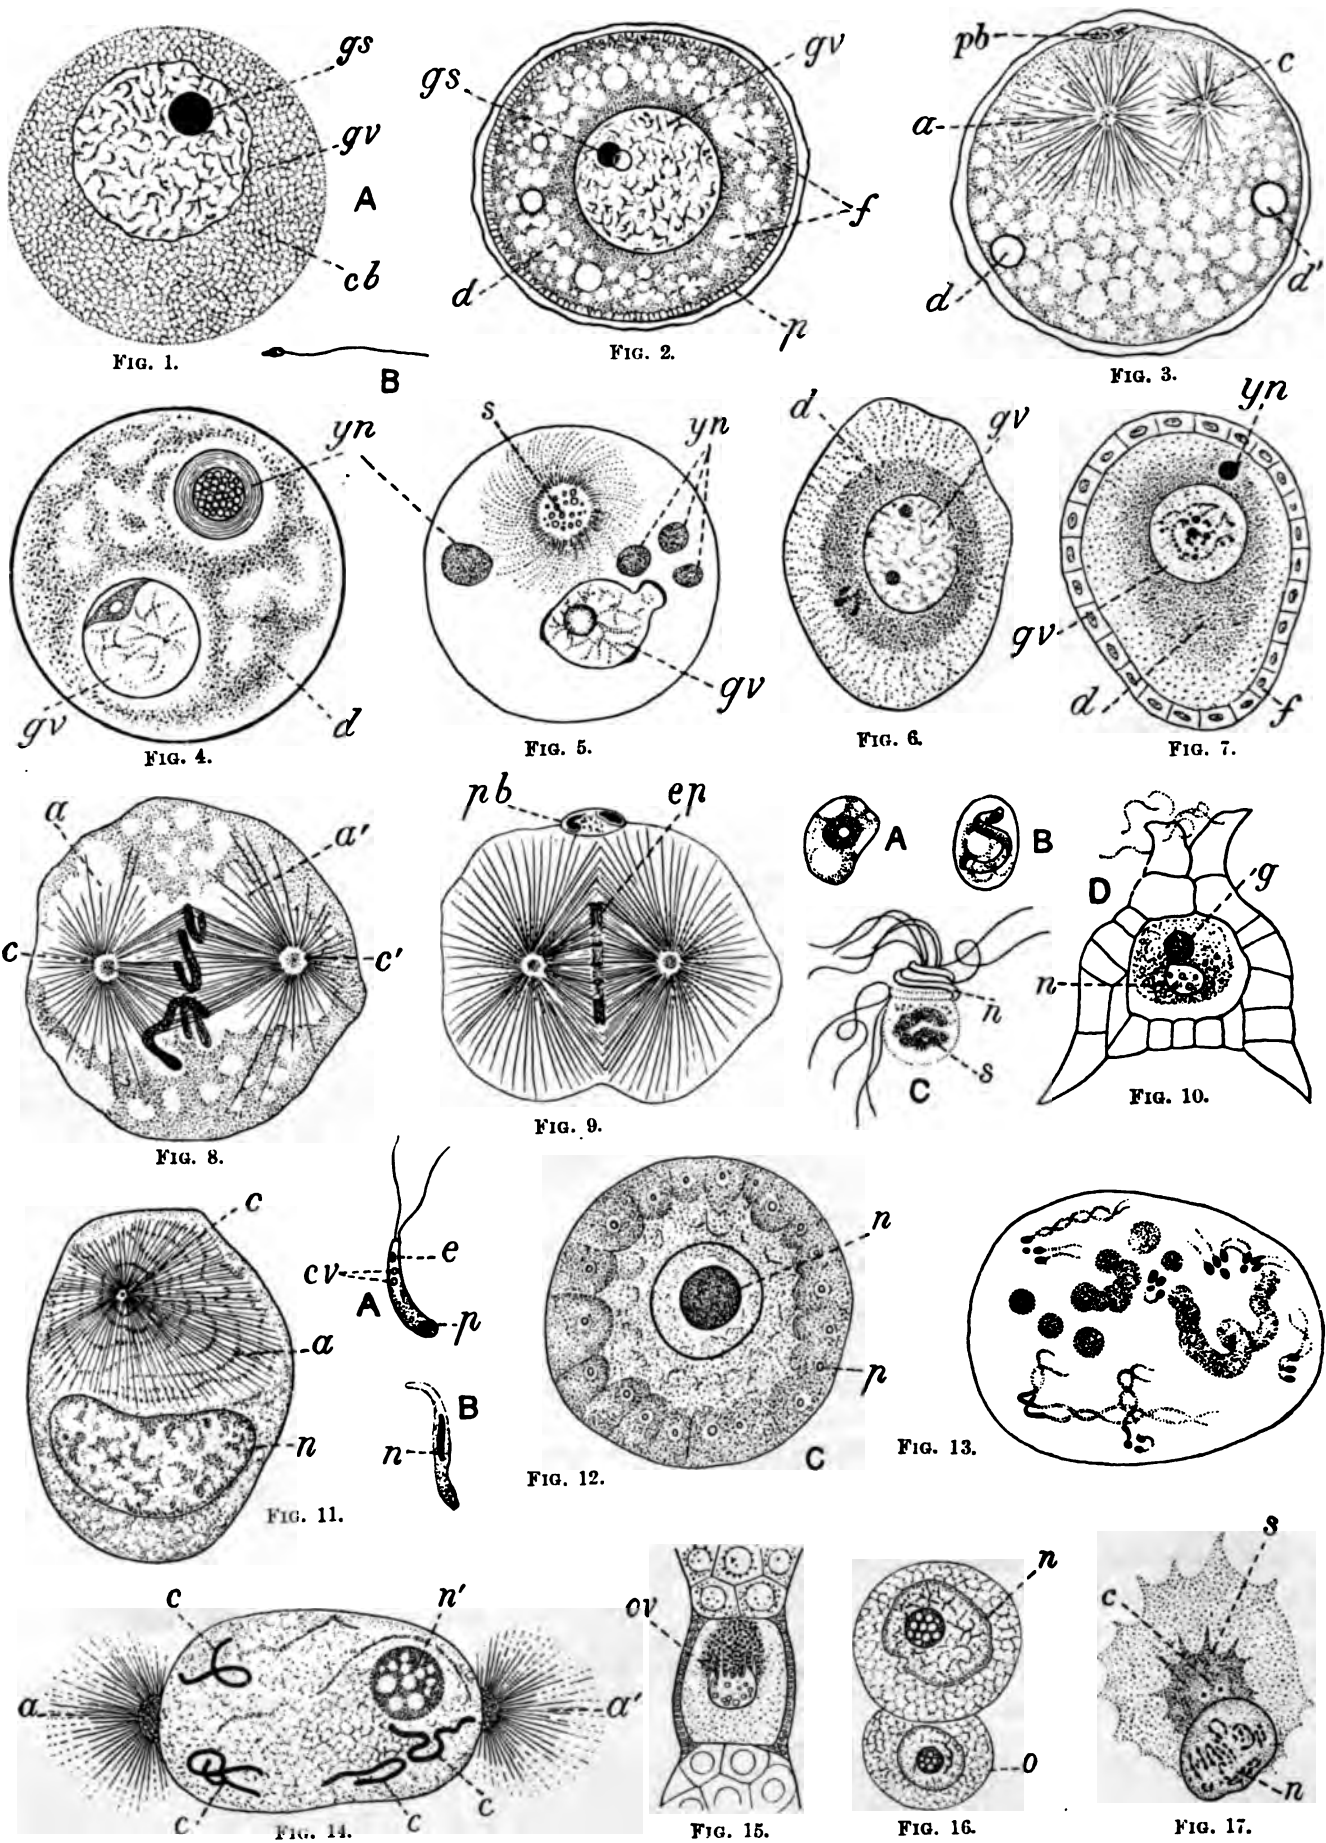 gs
gv
A
cb
FIG. 1.
B
gs
gv
f
d
p
FIG. 2.
pb
c
a
d
d'
FIG. 3.
yn
gv
d
FIG. 4.
s
yn
gv
FIG. 5.
d
gv
FIG. 6.
yn
gv
d
f
FIG. 7.
a
a'
c
c'
FIG. 8.
pb
ep
FIG. 9.
A
B
D
g
n
n
s
C
FIG. 10.
c
a
n
FIG. 11.
e
cv
A
p
B
n
n
p
C
FIG. 12.
FIG. 13.
c
n'
a
a'
c
c
c
FIG. 14.
ov
FIG. 15.
n
o
FIG. 16.
s
c
n
FIG. 17.